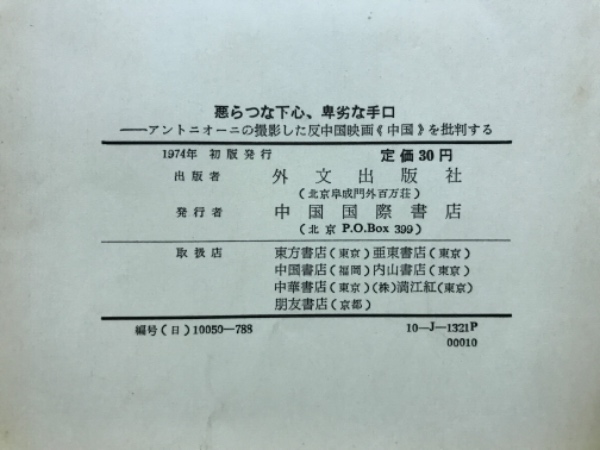 悪らつな下心、卑劣な手口
——アントニオーニの撮影した反中国映画《中国》を批判する
1974年 初版発行 定価30円
出版者 外文出版社
(北京阜成門外百万荘)
発行者 中国国際書店
(北京 P.O.Box 399)
取扱店 東方書店(東京)亜東書店(東京)
中国書店(福岡)内山書店(東京)
中華書店(東京)(株)満江紅(東京)
朋友書店(京都)
編号(日)10050—788 10—J—1321P
00010